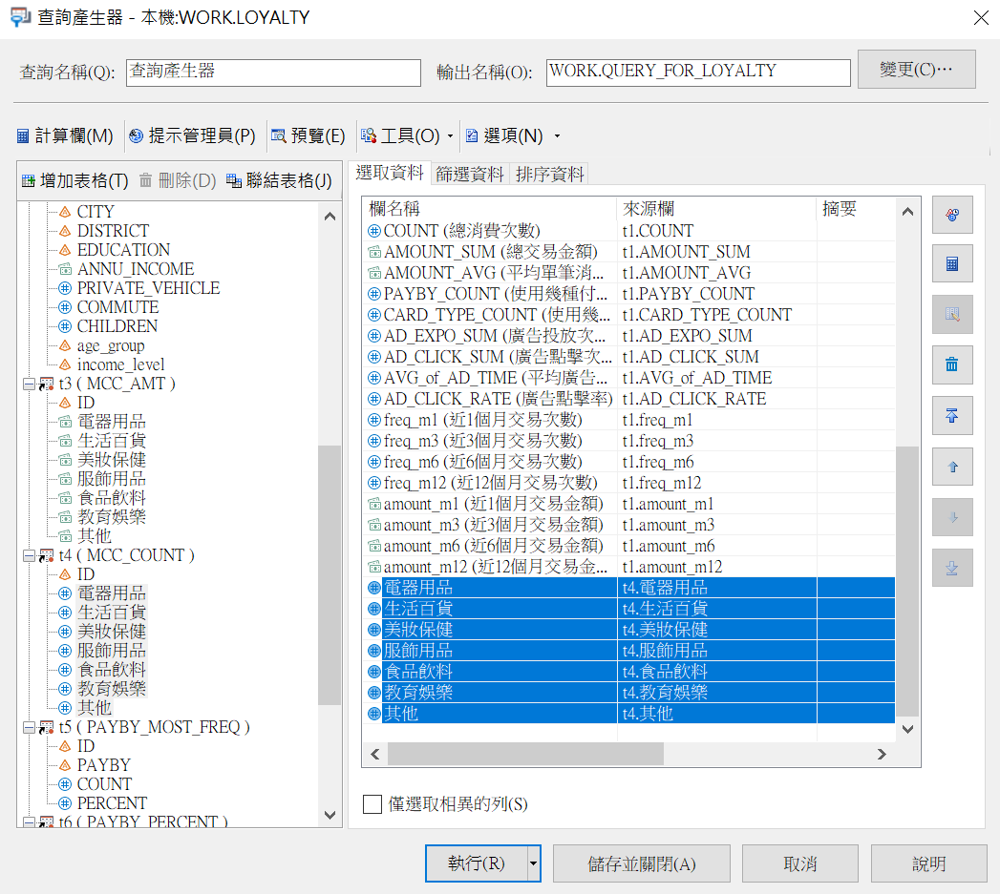 查詢產生器 - 本機:WORK.LOYALTY
查詢名稱(Q): 查詢產生器 輸出名稱(O): WORK.QUERY_FOR_LOYALTY 變更(C)⋯
計算欄(M) 提示管理員(P) 預覽(E) 工具(O) 選項(N)
增加表格(T) 刪除(D) 聯結表格(J)
CITY
DISTRICT
EDUCATION
ANNU_INCOME
PRIVATE_VEHICLE
COMMUTE
CHILDREN
age_group
income_level
t3 ( MCC_AMT )
ID
電器用品
生活百貨
美妝保健
服飾用品
食品飲料
教育娛樂
其他
t4 ( MCC_COUNT )
ID
電器用品
生活百貨
美妝保健
服飾用品
食品飲料
教育娛樂
其他
t5 ( PAYBY_MOST_FREQ )
ID
PAYBY
COUNT
PERCENT
t6 ( PAYBY_PERCENT )
選取資料 篩選資料 排序資料
欄名稱 來源欄 摘要
COUNT (總消費次數) t1.COUNT
AMOUNT_SUM (總交易金額) t1.AMOUNT_SUM
AMOUNT_AVG (平均單筆消... t1.AMOUNT_AVG
PAYBY_COUNT (使用幾種付... t1.PAYBY_COUNT
CARD_TYPE_COUNT (使用幾... t1.CARD_TYPE_COUNT
AD_EXPO_SUM (廣告投放次... t1.AD_EXPO_SUM
AD_CLICK_SUM (廣告點擊次... t1.AD_CLICK_SUM
AVG_of_AD_TIME (平均廣告... t1.AVG_of_AD_TIME
AD_CLICK_RATE (廣告點擊率) t1.AD_CLICK_RATE
freq_m1 (近1個月交易次數) t1.freq_m1
freq_m3 (近3個月交易次數) t1.freq_m3
freq_m6 (近6個月交易次數) t1.freq_m6
freq_m12 (近12個月交易次數) t1.freq_m12
amount_m1 (近1個月交易金額) t1.amount_m1
amount_m3 (近3個月交易金額) t1.amount_m3
amount_m6 (近6個月交易金額) t1.amount_m6
amount_m12 (近12個月交易金... t1.amount_m12
電器用品 t4.電器用品
生活百貨 t4.生活百貨
美妝保健 t4.美妝保健
服飾用品 t4.服飾用品
食品飲料 t4.食品飲料
教育娛樂 t4.教育娛樂
其他 t4.其他
僅選取相異的列(S)
執行(R) 儲存並關閉(A) 取消 說明